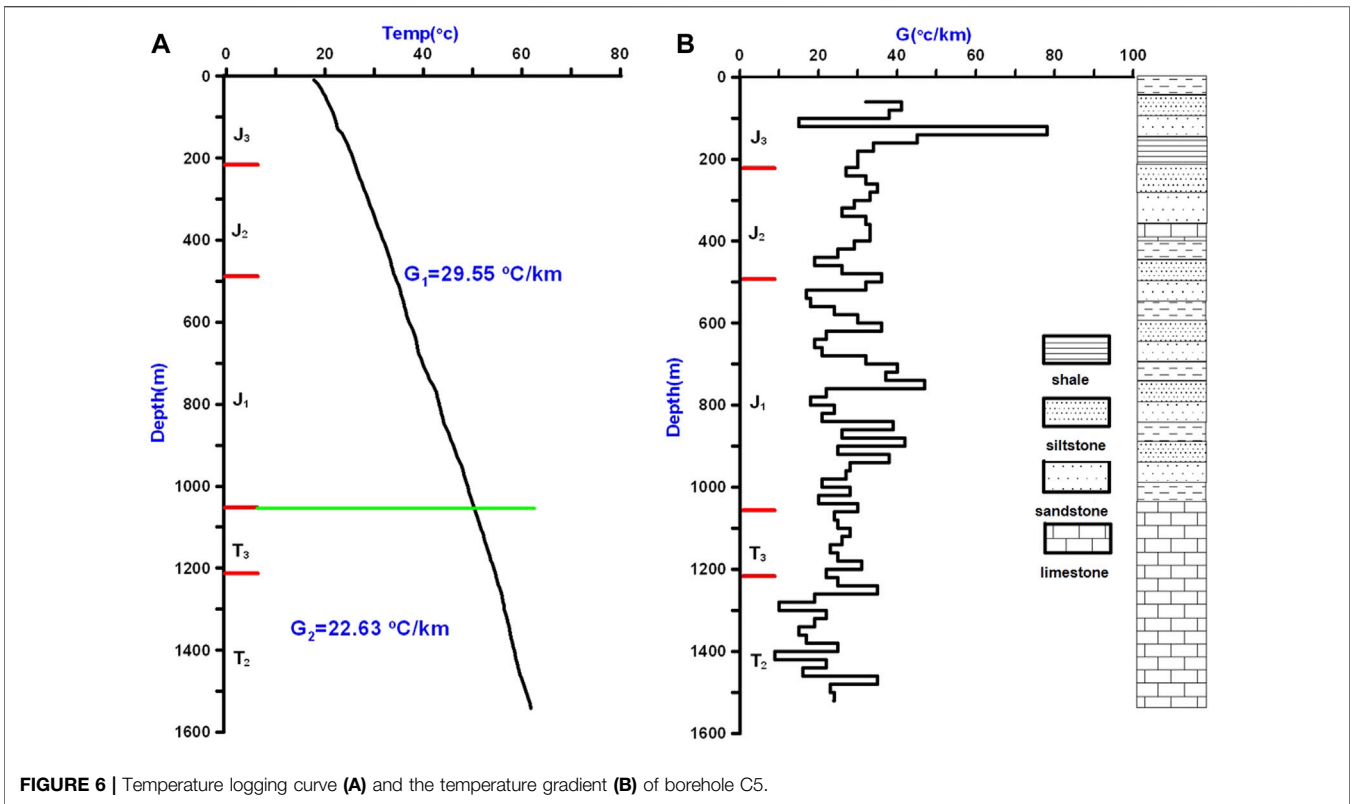 A
Temp(°c)
0 20 40 60 80
0
200
400
600
800
1000
1200
1400
1600
Depth(m)
J3
J2
J1
T3
T2
G1=29.55 ºC/km
G2=22.63 ºC/km
B
G(°c/km)
0 20 40 60 80 100
0
200
400
600
800
1000
1200
1400
1600
Depth(m)
J3
J2
J1
T3
T2
shale
siltstone
sandstone
limestone
FIGURE 6 | Temperature logging curve (A) and the temperature gradient (B) of borehole C5.